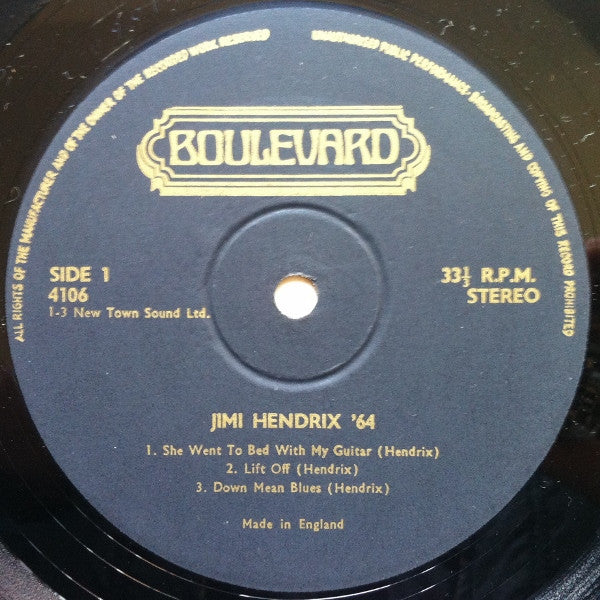 ALL RIGHTS OF THE MANUFACTURER AND OF THE OWNER OF THE RECORDED WORK RESERVED
UNAUTHORISED PUBLIC PERFORMANCE, BROADCASTING AND COPYING OF THIS RECORD PROHIBITED
BOULEVARD
SIDE 1
4106
1-3 New Town Sound Ltd.
33⅓ R.P.M.
STEREO
JIMI HENDRIX '64
1. She Went To Bed With My Guitar (Hendrix)
2. Lift Off (Hendrix)
3. Down Mean Blues (Hendrix)
Made in England